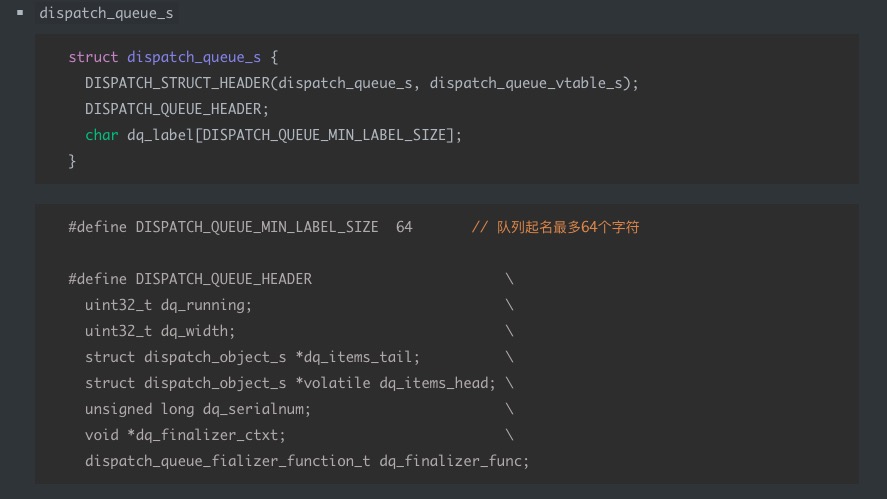 dispatch_queue_s
struct dispatch_queue_s {
DISPATCH_STRUCT_HEADER(dispatch_queue_s, dispatch_queue_vtable_s);
DISPATCH_QUEUE_HEADER;
char dq_label[DISPATCH_QUEUE_MIN_LABEL_SIZE];
}
#define DISPATCH_QUEUE_MIN_LABEL_SIZE  64       // 队列起名最多64个字符
#define DISPATCH_QUEUE_HEADER                       \
uint32_t dq_running;                              \
uint32_t dq_width;                                \
struct dispatch_object_s *dq_items_tail;          \
struct dispatch_object_s *volatile dq_items_head; \
unsigned long dq_serialnum;                       \
void *dq_finalizer_ctxt;                          \
dispatch_queue_fializer_function_t dq_finalizer_func;